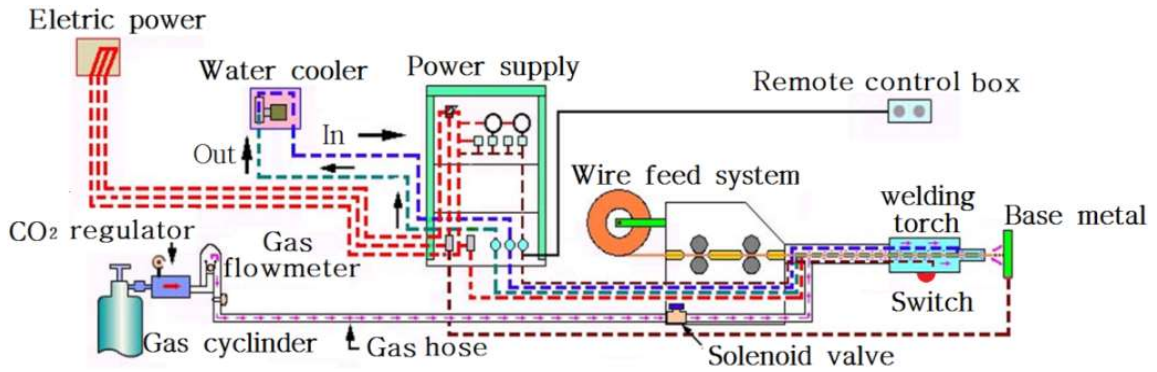 Eletric power
Water cooler
Power supply
Remote control box
In
Out
Wire feed system
welding
torch
Base metal
CO₂ regulator
Gas
flowmeter
Switch
Gas cyclinder
Gas hose
Solenoid valve